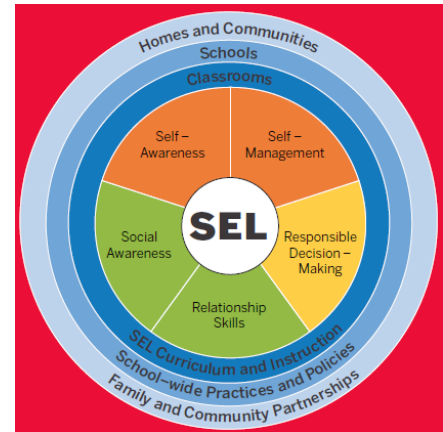 Homes and Communities
Schools
Classrooms
Self –
Awareness
Self –
Management
SEL
Social
Awareness
Responsible
Decision –
Making
Relationship
Skills
SEL Curriculum and Instruction
School–wide Practices and Policies
Family and Community Partnerships